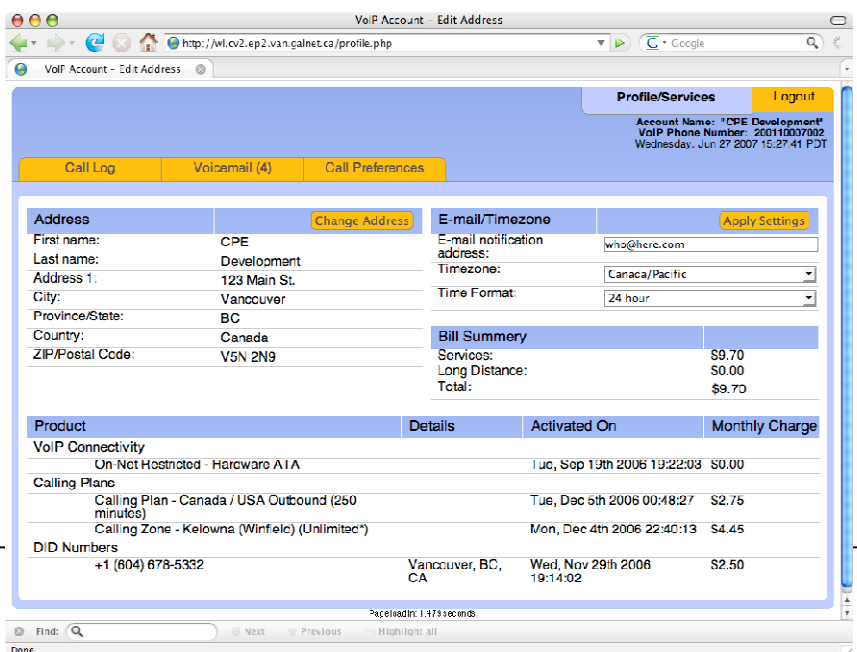 VoIP Account – Edit Address
http://wl.cv2.ep2.van.galnet.ca/profile.php
Google
VoIP Account – Edit Address
Profile/Services
Logout
Account Name: "CPE Development"
VoIP Phone Number: 200110007002
Wednesday, Jun 27 2007 15:27:41 PDT
Call Log
Voicemail (4)
Call Preferences
Address
Change Address
First name: CPE
Last name: Development
Address 1: 123 Main St.
City: Vancouver
Province/State: BC
Country: Canada
ZIP/Postal Code: V5N 2N9
E-mail/Timezone
Apply Settings
E-mail notification
address:
who@here.com
Timezone: Canada/Pacific
Time Format: 24 hour
Bill Summery
Services: $9.70
Long Distance: $0.00
Total: $9.70
Product Details Activated On Monthly Charge
VoIP Connectivity
On-Net Restricted - Hardware ATA Tue, Sep 19th 2006 19:22:03 $0.00
Calling Plans
Calling Plan - Canada / USA Outbound (250 Tue, Dec 5th 2006 00:48:27 $2.75
minutes)
Calling Zone - Kelowna (Winfield) (Unlimited*) Mon, Dec 4th 2006 22:40:13 $4.45
DID Numbers
+1 (604) 678-5332 Vancouver, BC, Wed, Nov 29th 2006 $2.50
CA 19:14:02
Page load in: 1.479 seconds
Find:
Next
Previous
Highlight all
Done